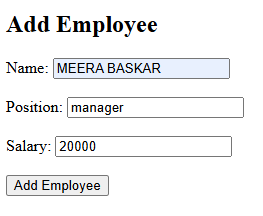 Add Employee
Name: MEERA BASKAR
Position: manager
Salary: 20000
Add Employee